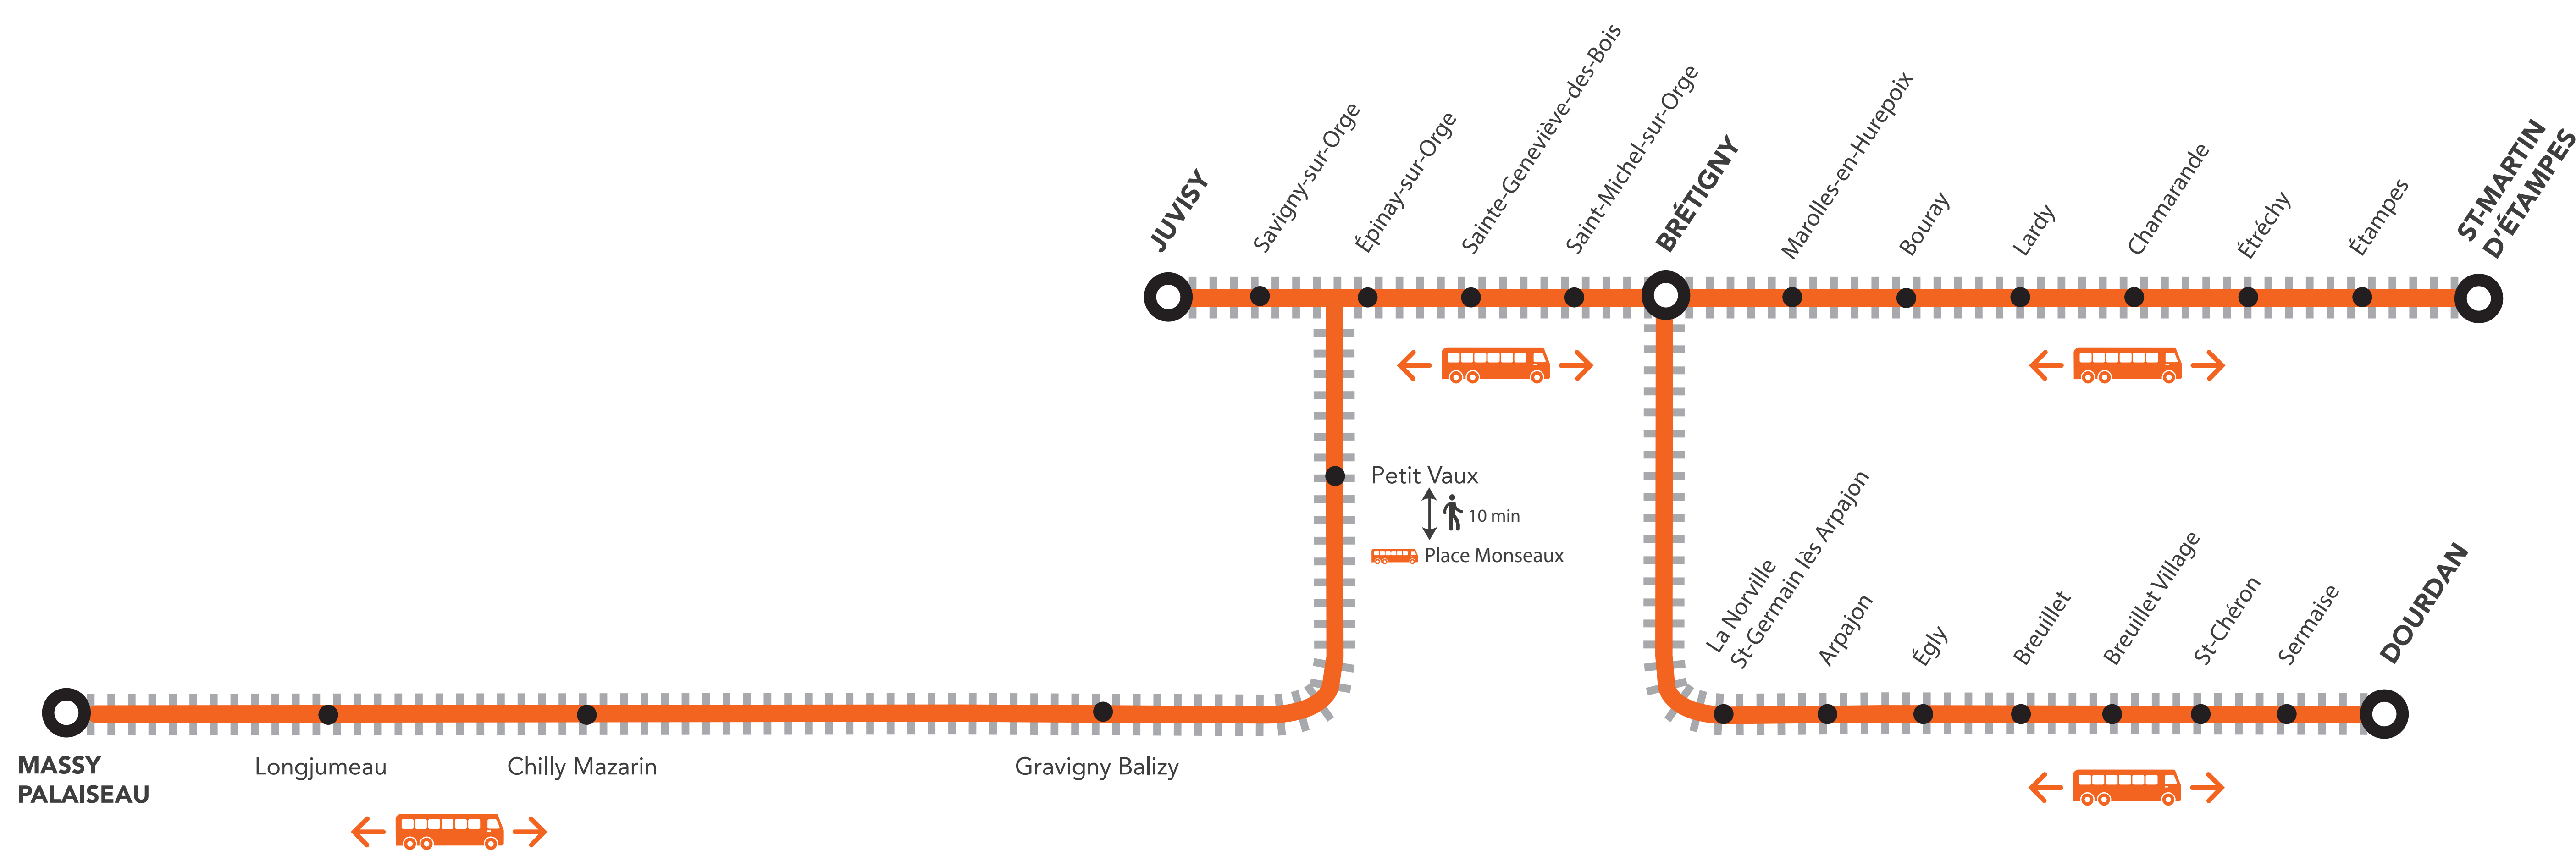 JUVISY
Savigny-sur-Orge
Épinay-sur-Orge
Sainte-Geneviève-des-Bois
Saint-Michel-sur-Orge
BRÉTIGNY
Marolles-en-Hurepoix
Bouray
Lardy
Chamarande
Étréchy
Étampes
ST-MARTIN
D'ÉTAMPES
Petit Vaux
10 min
Place Monseaux
La Norville
St-Germain lès Arpajon
Arpajon
Égly
Breuillet
Breuillet Village
St-Chéron
Sermaise
DOURDAN
MASSY
PALAISEAU
Longjumeau
Chilly Mazarin
Gravigny Balizy